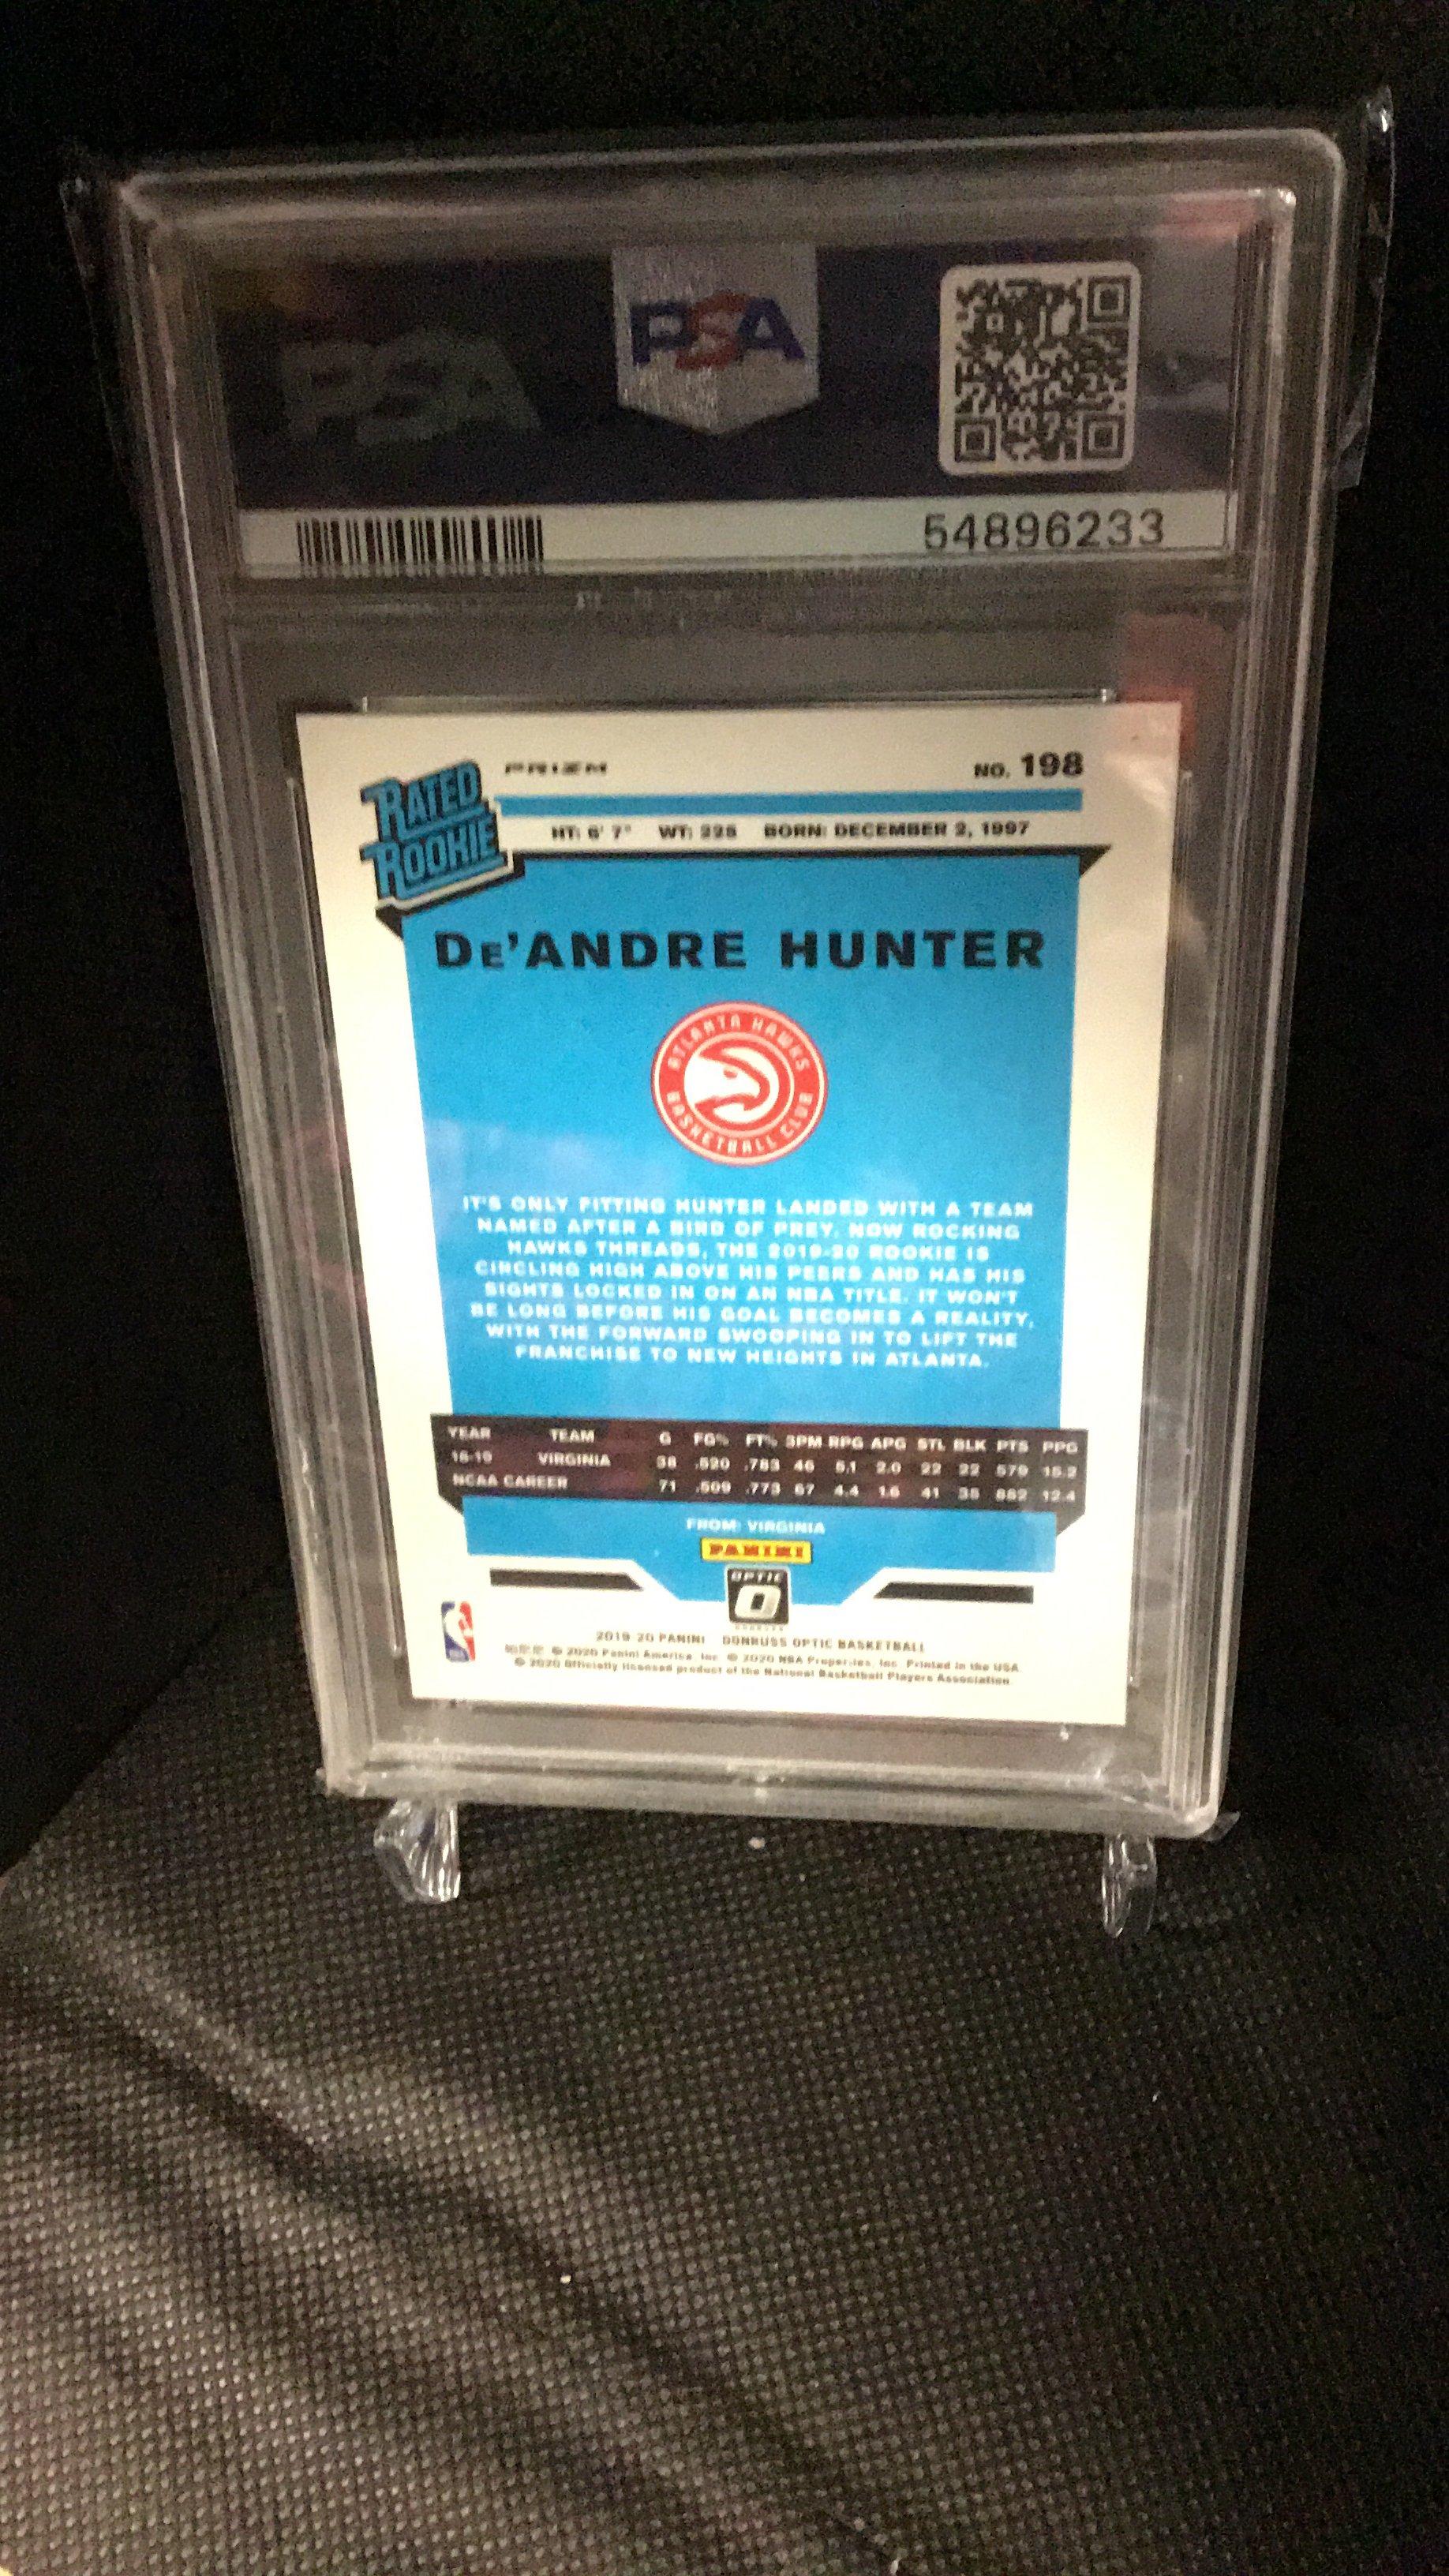 PSA
PSA
54896233
RATED
ROOKIE
PRIZM
NO. 198
HT: 6' 7" WT: 225 BORN: DECEMBER 2, 1997
DE'ANDRE HUNTER
ATLANTA HAWKS
BASKETBALL CLUB
IT'S ONLY FITTING HUNTER LANDED WITH A TEAM
NAMED AFTER A BIRD OF PREY. NOW ROCKING
HAWKS THREADS, THE 2019-20 ROOKIE IS
CIRCLING HIGH ABOVE HIS PEERS AND HAS HIS
SIGHTS LOCKED IN ON AN NBA TITLE. IT WON'T
BE LONG BEFORE HIS GOAL BECOMES A REALITY,
WITH THE FORWARD SWOOPING IN TO LIFT THE
FRANCHISE TO NEW HEIGHTS IN ATLANTA.
YEAR TEAM G FG% FT% 3PM RPG APG STL BLK PTS PPG
18-19 VIRGINIA 38 .520 .783 46 5.1 2.0 22 22 579 15.2
NCAA CAREER 71 .509 .773 67 4.4 1.6 41 35 882 12.4
FROM: VIRGINIA
PANINI
OPTIC
O
2019-20 PANINI DONRUSS OPTIC BASKETBALL
© 2020 Panini America, Inc. © 2020 NBA Properties, Inc. Printed in the USA
© 2020 Officially licensed product of the National Basketball Players Association